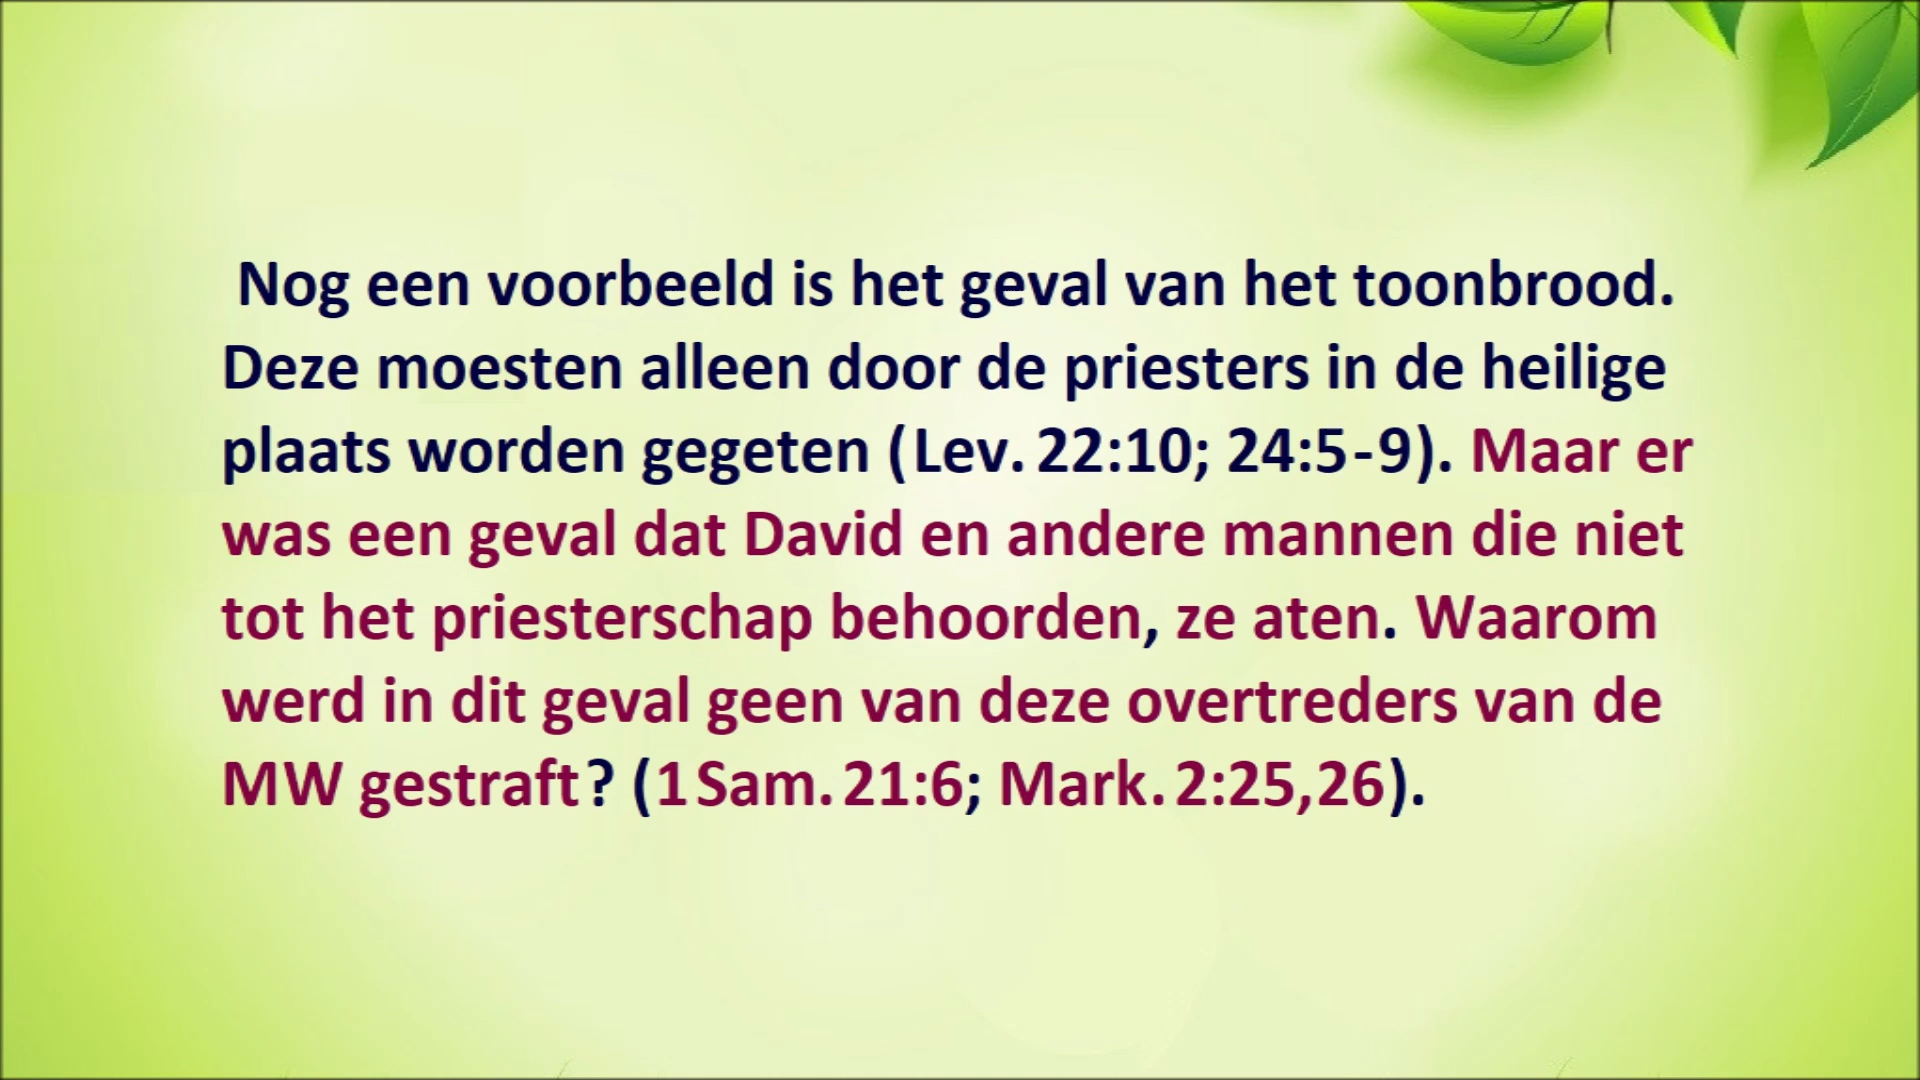 Nog een voorbeeld is het geval van het toonbrood.
Deze moesten alleen door de priesters in de heilige
plaats worden gegeten (Lev. 22:10; 24:5-9). Maar er
was een geval dat David en andere mannen die niet
tot het priesterschap behoorden, ze aten. Waarom
werd in dit geval geen van deze overtreders van de
MW gestraft? (1 Sam. 21:6; Mark. 2:25,26).